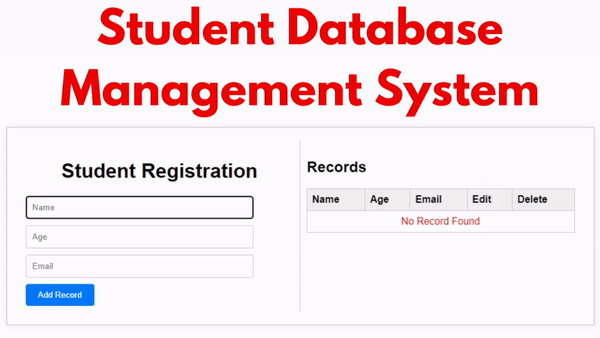 Student Database
Management System
Student Registration
Name
Age
Email
Add Record
Records
Name Age Email Edit Delete
No Record Found